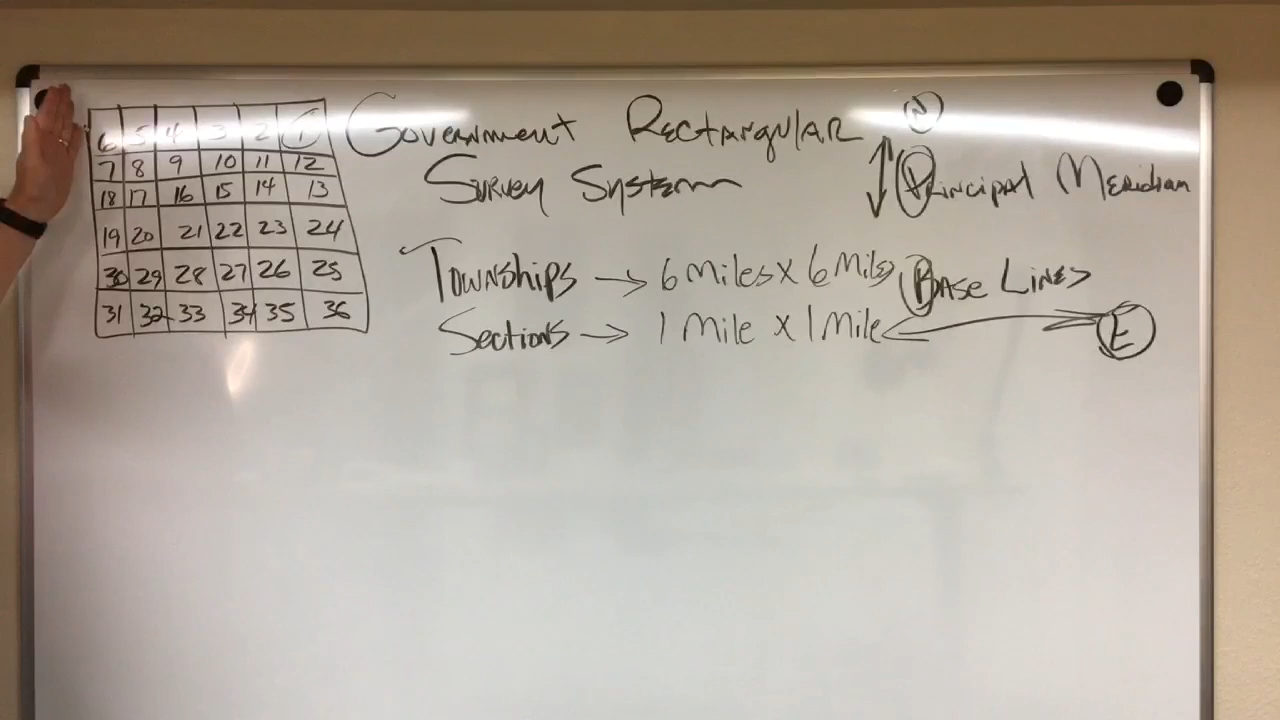 6 5 4 3 2 1
7 8 9 10 11 12
18 17 16 15 14 13
19 20 21 22 23 24
30 29 28 27 26 25
31 32 33 34 35 36
Government Rectangular
Survey System
Townships → 6 Miles x 6 Miles
Sections → 1 Mile x 1 Mile
N
Principal Meridian
Base Lines
E